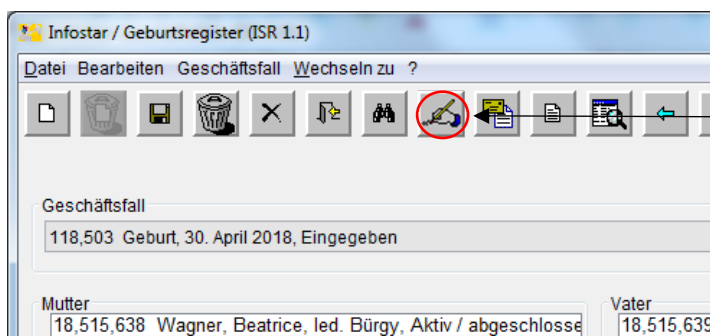 Infostar / Geburtsregister (ISR 1.1)
Datei Bearbeiten Geschäftsfall Wechseln zu ?
Geschäftsfall
118,503 Geburt, 30. April 2018, Eingegeben
Mutter Vater
18,515,638 Wagner, Beatrice, led. Bürgy, Aktiv / abgeschlosse 18,515,639